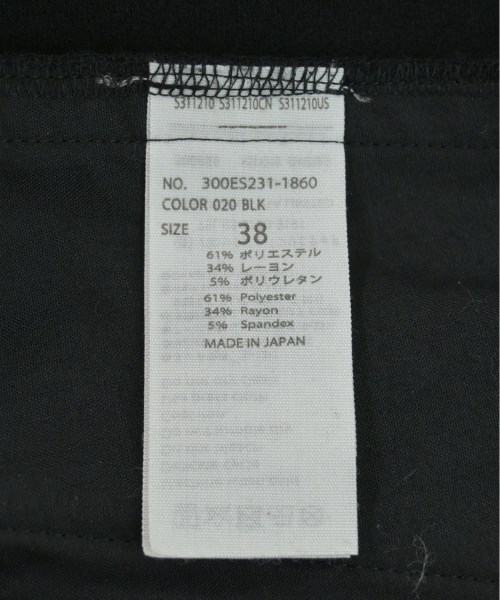 S311210 S311210CN S311210US
NO. 300ES231-1860
COLOR 020 BLK
SIZE 38
61% ポリエステル
34% レーヨン
5% ポリウレタン
61% Polyester
34% Rayon
5% Spandex
MADE IN JAPAN